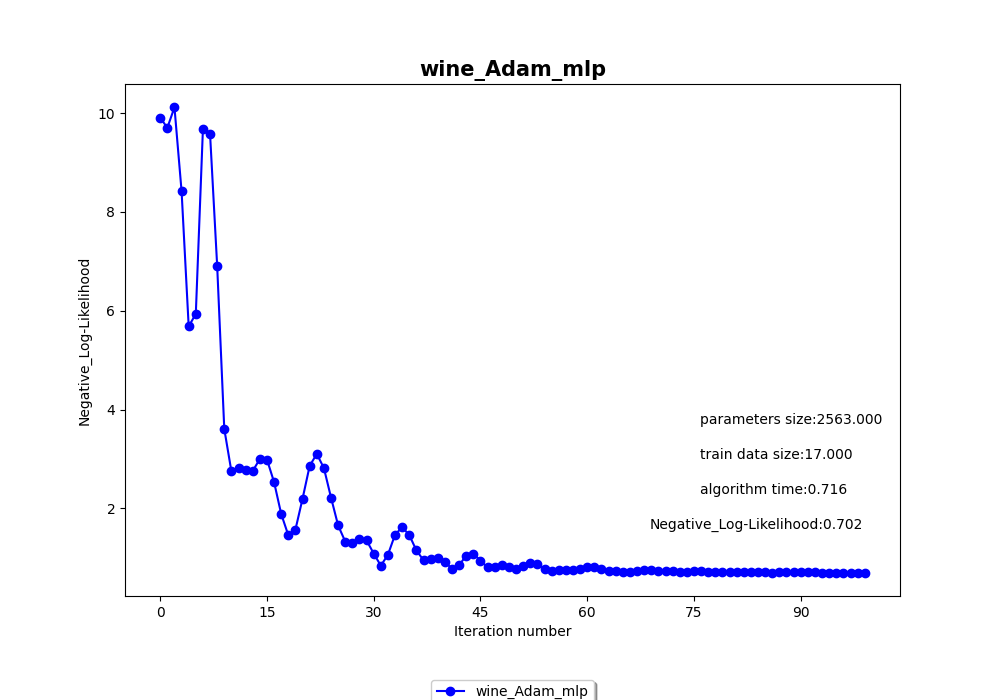 wine_Adam_mlp
10
8
6
4
2
Negative_Log-Likelihood
parameters size:2563.000
train data size:17.000
algorithm time:0.716
Negative_Log-Likelihood:0.702
0 15 30 45 60 75 90
Iteration number
wine_Adam_mlp